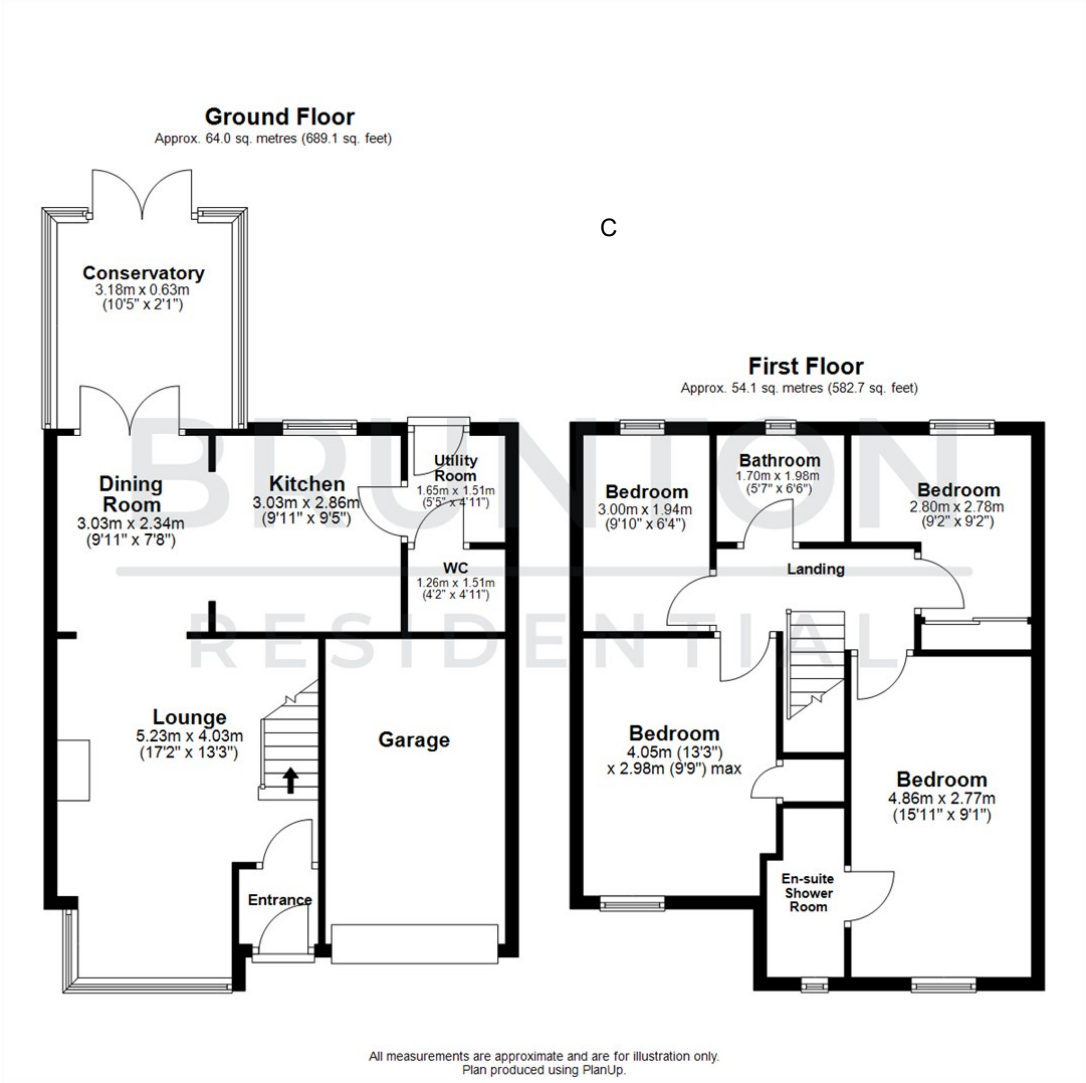 Ground Floor
Approx. 64.0 sq. metres (689.1 sq. feet)
Conservatory
3.18m x 0.63m
(10'5" x 2'1")
Dining
Room
3.03m x 2.34m
(9'11" x 7'8")
Kitchen
3.03m x 2.86m
(9'11" x 9'5")
Utility
Room
1.65m x 1.51m
(5'5" x 4'11")
WC
1.26m x 1.51m
(4'2" x 4'11")
Lounge
5.23m x 4.03m
(17'2" x 13'3")
Garage
Entrance
C
First Floor
Approx. 54.1 sq. metres (582.7 sq. feet)
Bedroom
3.00m x 1.94m
(9'10" x 6'4")
Bathroom
1.70m x 1.98m
(5'7" x 6'6")
Bedroom
2.80m x 2.78m
(9'2" x 9'2")
Landing
Bedroom
4.05m (13'3")
x 2.98m (9'9") max
Bedroom
4.86m x 2.77m
(15'11" x 9'1")
En-suite
Shower
Room
BRUNTON
RESIDENTIAL
All measurements are approximate and are for illustration only.
Plan produced using PlanUp.